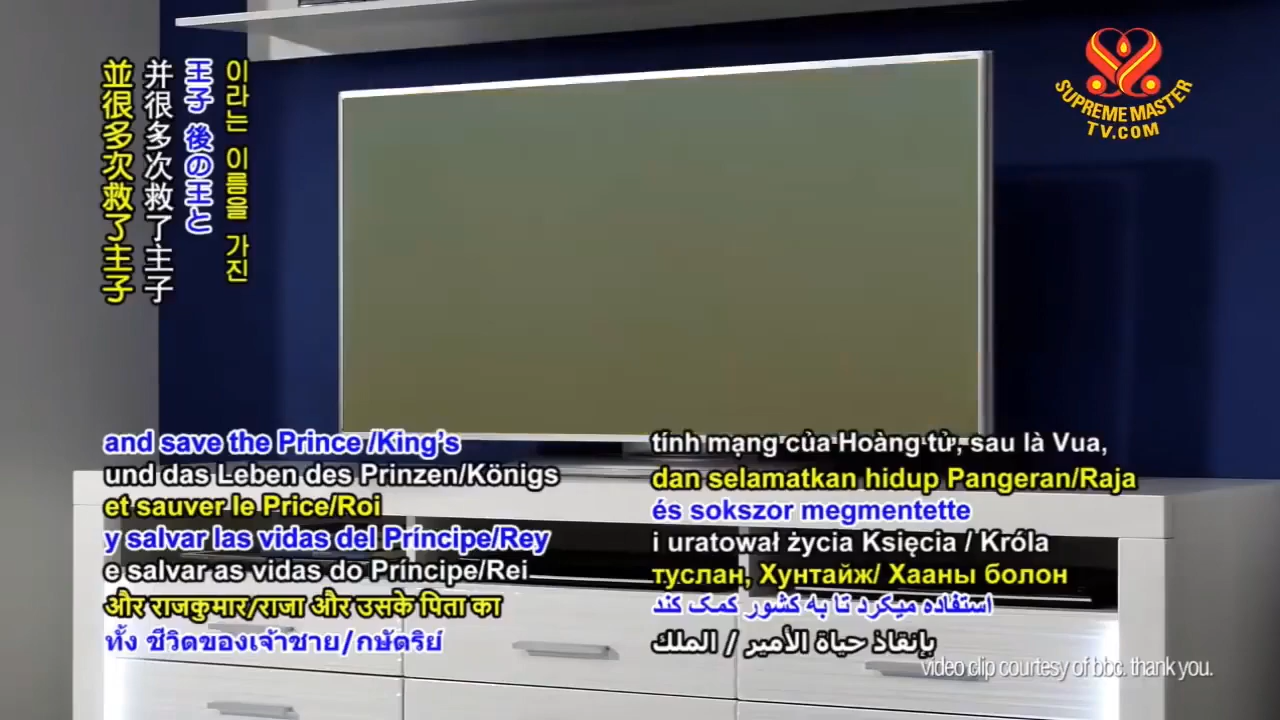 SUPREME MASTER
TV.COM
이라는 이름을 가진
王子 後の王と
并很多次救了主子
並很多次救了主子
and save the Prince /King's
und das Leben des Prinzen/Königs
et sauver le Price/Roi
y salvar las vidas del Príncipe/Rey
e salvar as vidas do Príncipe/Rei
और राजकुमार/राजा और उसके पिता का
ทั้ง ชีวิตของเจ้าชาย/กษัตริย์
tính mạng của Hoàng tử, sau là Vua,
dan selamatkan hidup Pangeran/Raja
és sokszor megmentette
i uratował życia Księcia / Króla
туслан, Хунтайж/ Хааны болон
استفاده میکرد تا به کشور کمک کند
بإنقاذ حياة الأمير / الملك
video clip courtesy of bbc. thank you.